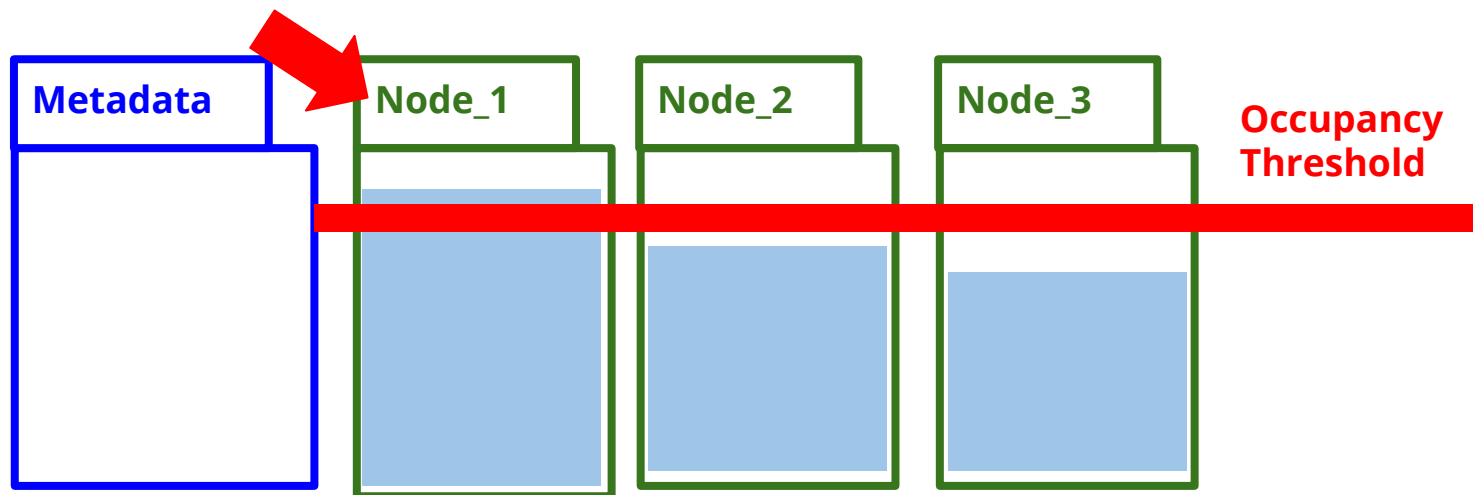 Metadata
Node_1
Node_2
Node_3
Occupancy
Threshold